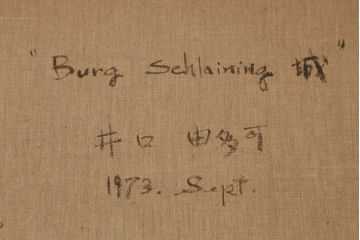 "Burg Schlaining 城"
井口 由多可
1973. Sept.